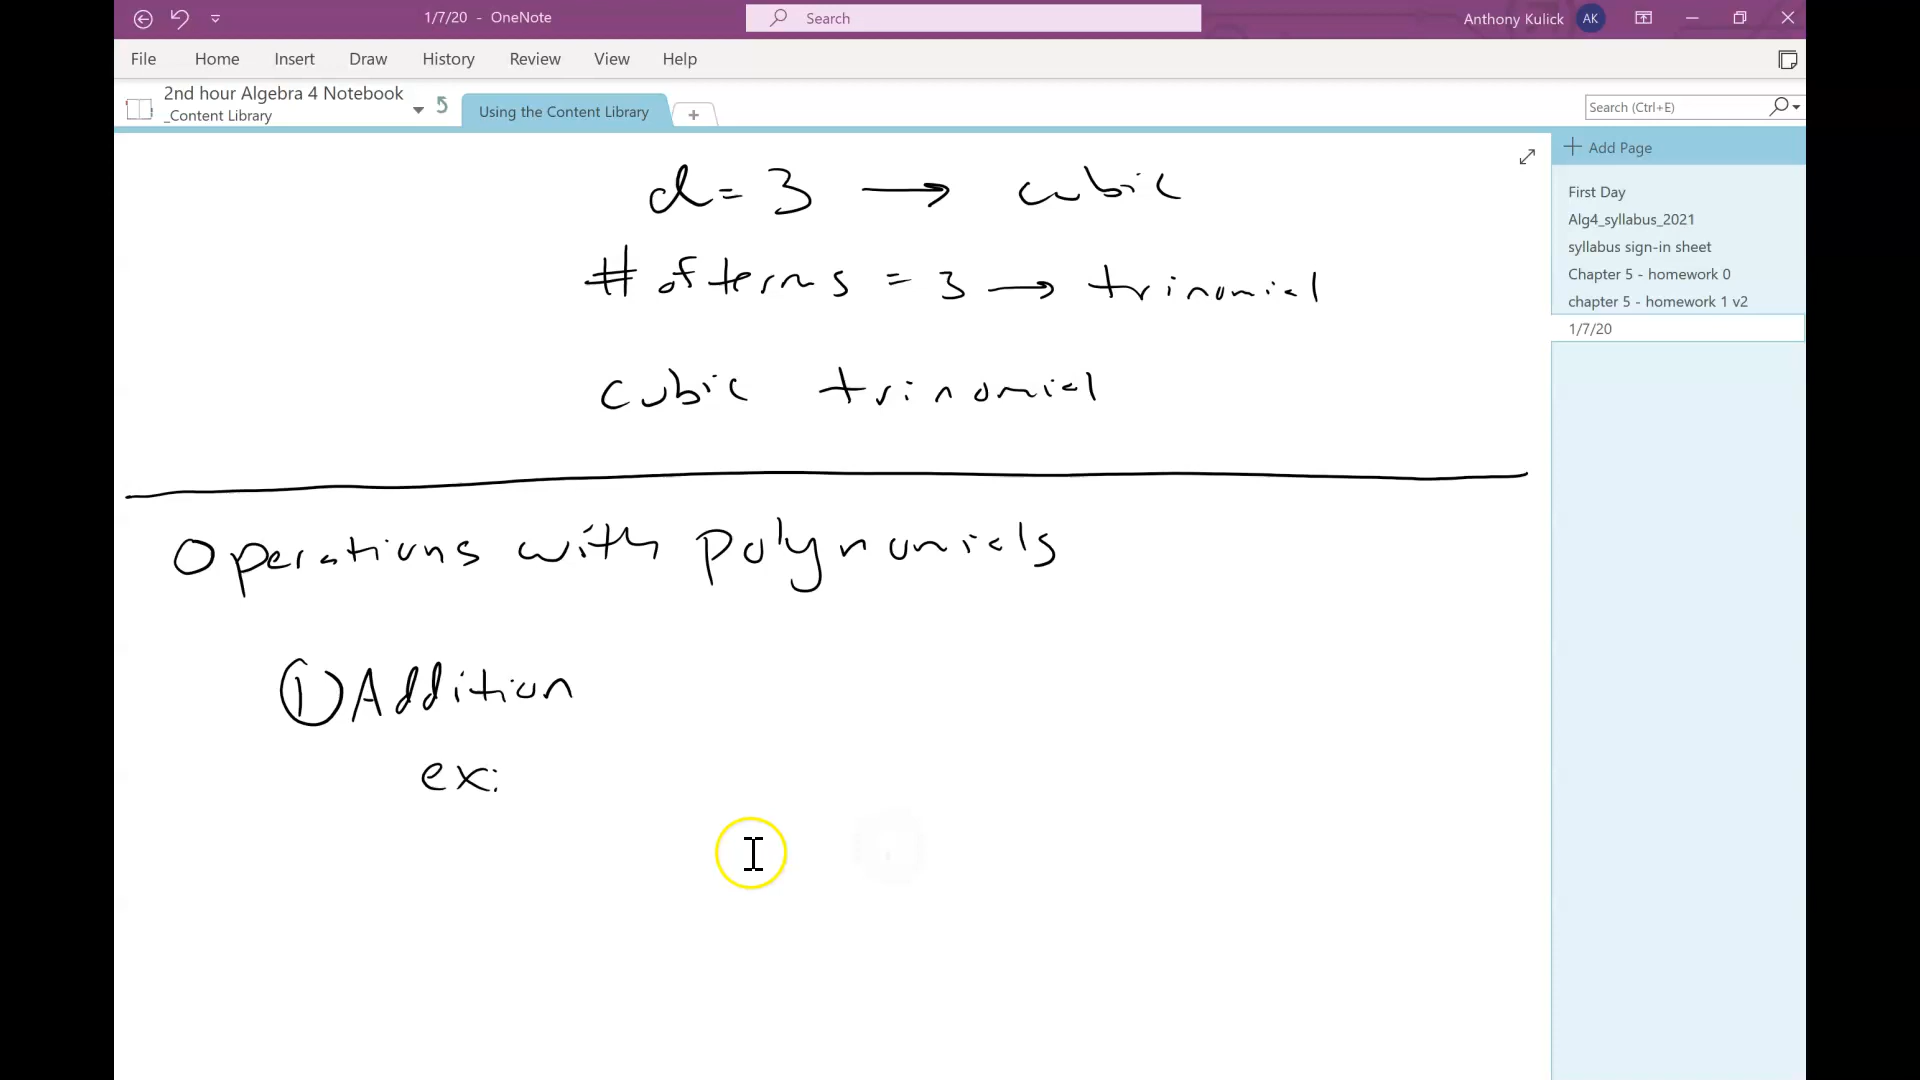 1/7/20 - OneNote
Search
Anthony Kulick AK
File Home Insert Draw History Review View Help
2nd hour Algebra 4 Notebook
_Content Library
Using the Content Library
+
Search (Ctrl+E)
Add Page
First Day
Alg4_syllabus_2021
syllabus sign-in sheet
Chapter 5 - homework 0
chapter 5 - homework 1 v2
1/7/20
d = 3 → cubic
# of terms = 3 → trinomial
cubic trinomial
Operations with polynomials
① Addition
ex: